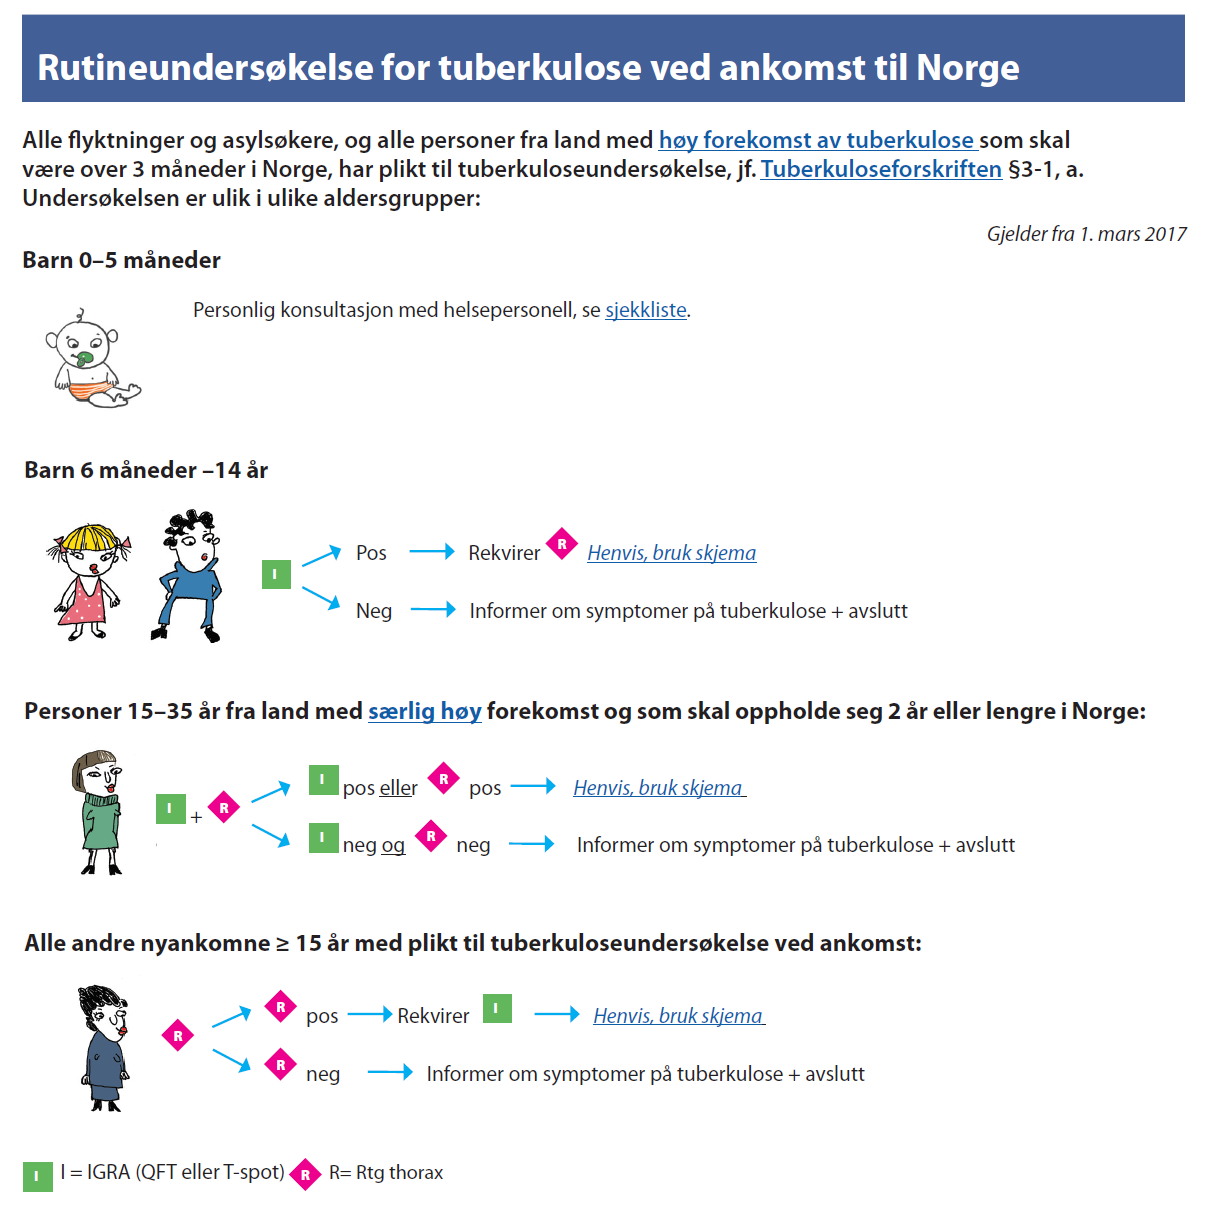 Rutineundersøkelse for tuberkulose ved ankomst til Norge
Alle flyktninger og asylsøkere, og alle personer fra land med høy forekomst av tuberkulose som skal
være over 3 måneder i Norge, har plikt til tuberkuloseundersøkelse, jf. Tuberkuloseforskriften §3-1, a.
Undersøkelsen er ulik i ulike aldersgrupper:
Gjelder fra 1. mars 2017
Barn 0–5 måneder
Personlig konsultasjon med helsepersonell, se sjekkliste.
Barn 6 måneder –14 år
I
Pos Rekvirer R Henvis, bruk skjema
Neg Informer om symptomer på tuberkulose + avslutt
Personer 15–35 år fra land med særlig høy forekomst og som skal oppholde seg 2 år eller lengre i Norge:
I + R
I pos eller R pos Henvis, bruk skjema
I neg og R neg Informer om symptomer på tuberkulose + avslutt
Alle andre nyankomne ≥ 15 år med plikt til tuberkuloseundersøkelse ved ankomst:
R
R pos Rekvirer I Henvis, bruk skjema
R neg Informer om symptomer på tuberkulose + avslutt
I I = IGRA (QFT eller T-spot) R R= Rtg thorax